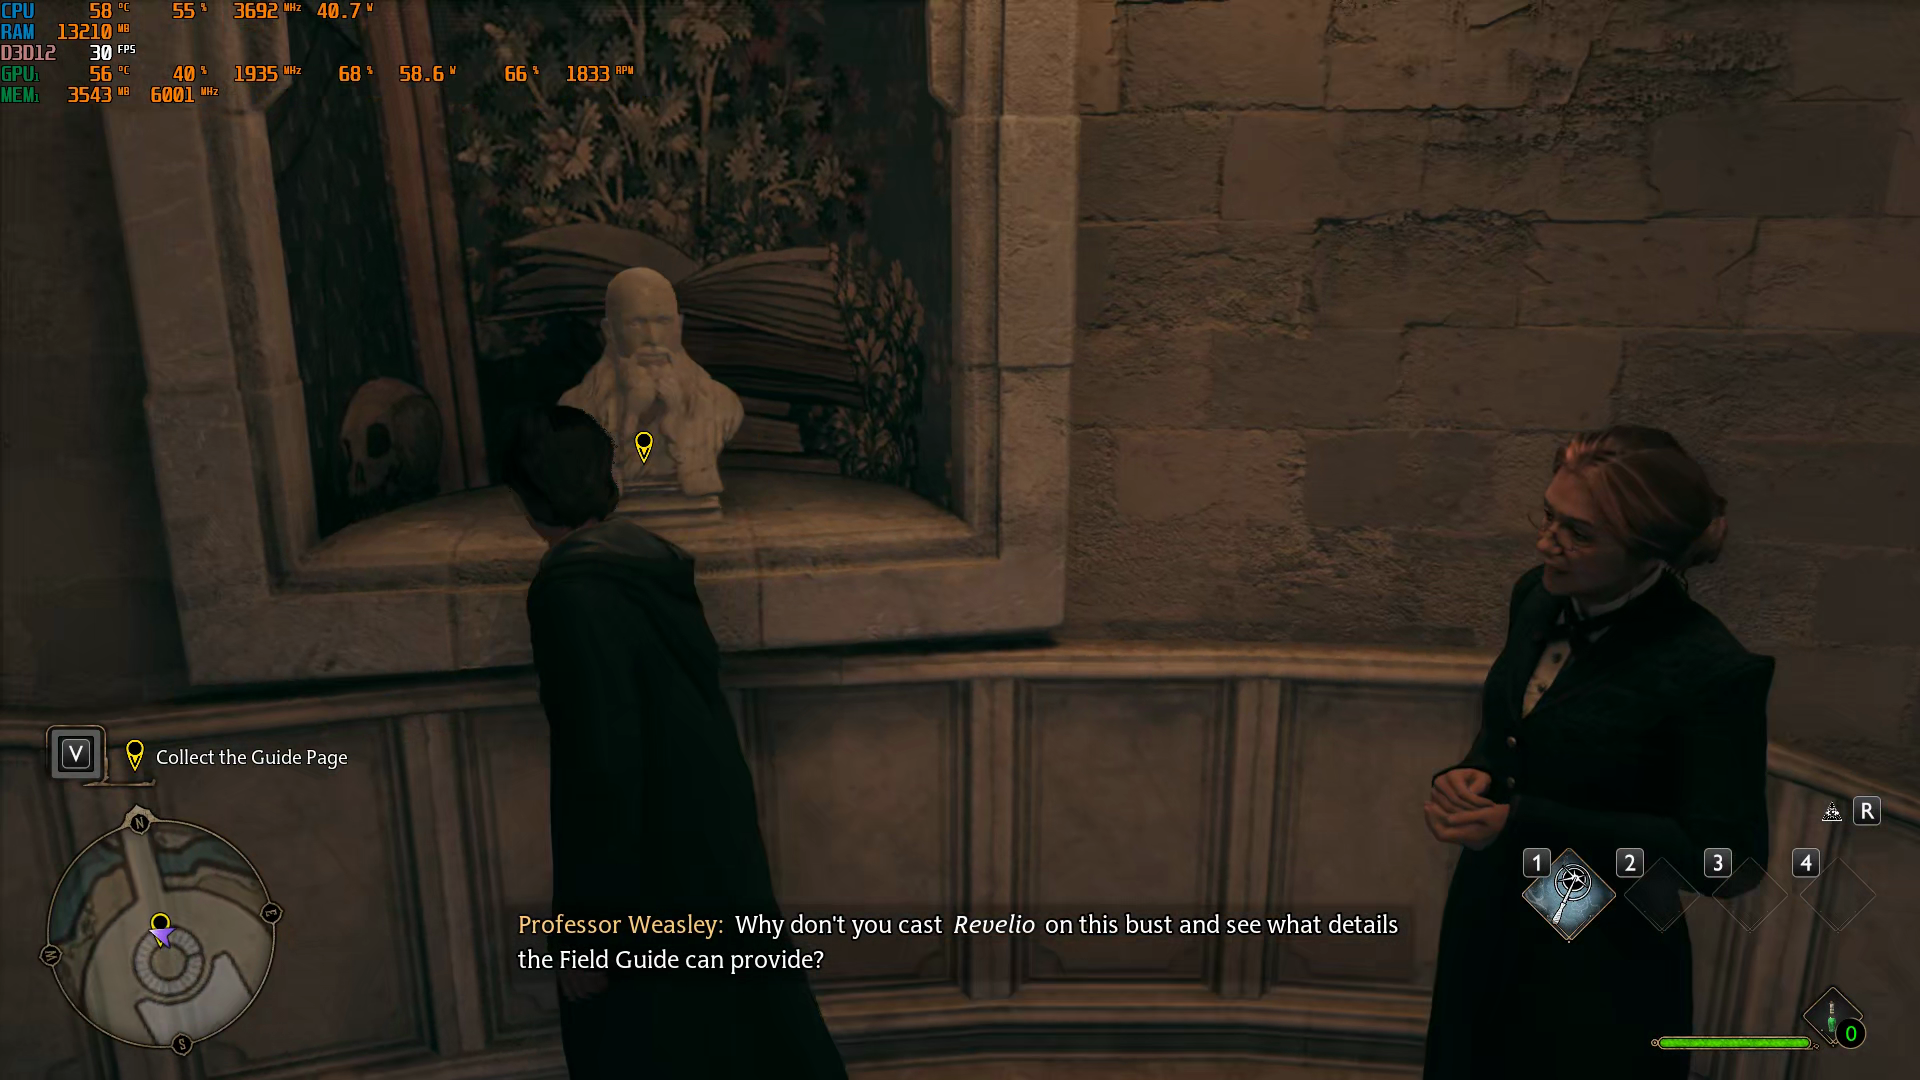 CPU 58 °C 55 % 3692 MHz 40.7 W
RAM 13210 MB
D3D12 30 FPS
GPU1 56 °C 40 % 1935 MHz 68 % 58.6 W 66 % 1833 RPM
MEM1 3543 MB 6001 MHz
V Collect the Guide Page
N
E
W
S
R
1 2 3 4
Professor Weasley: Why don't you cast Revelio on this bust and see what details
the Field Guide can provide?
0